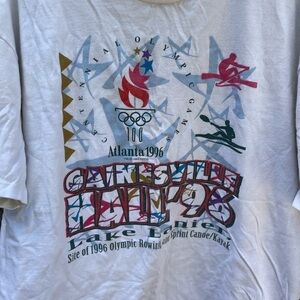 CENTENNIAL OLYMPIC GAMES
100
Atlanta 1996
GAINESVILLE
HALL '96
Lake Lanier
Site of 1996 Olympic Rowing and Sprint Canoe/Kayak